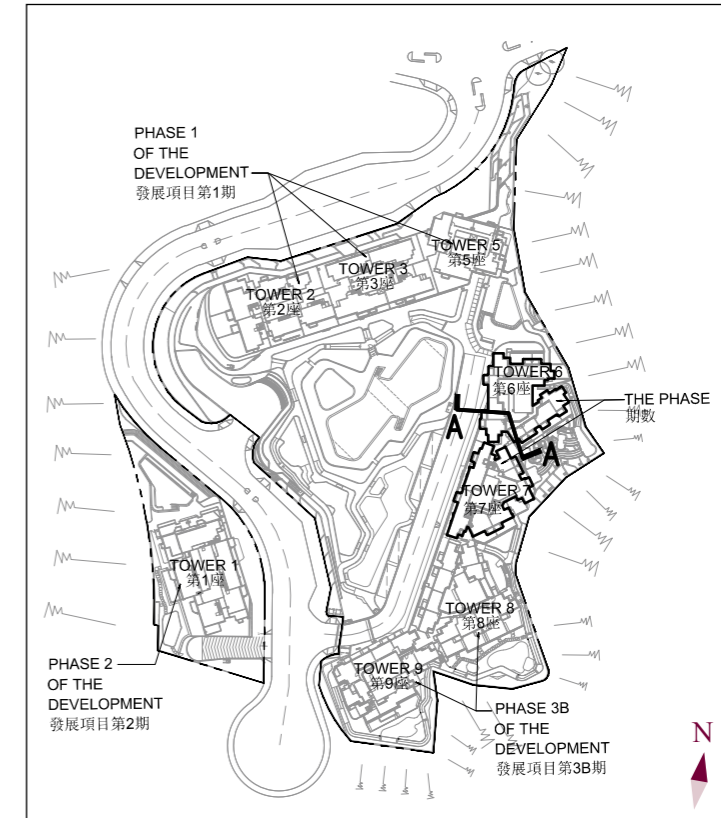 PHASE 1
OF THE
DEVELOPMENT
發展項目第1期
TOWER 5
第5座
TOWER 3
第3座
TOWER 2
第2座
TOWER 6
第6座
THE PHASE
期數
A
A
TOWER 7
第7座
TOWER 1
第1座
TOWER 8
第8座
TOWER 9
第9座
PHASE 2
OF THE
DEVELOPMENT
發展項目第2期
PHASE 3B
OF THE
DEVELOPMENT
發展項目第3B期
N